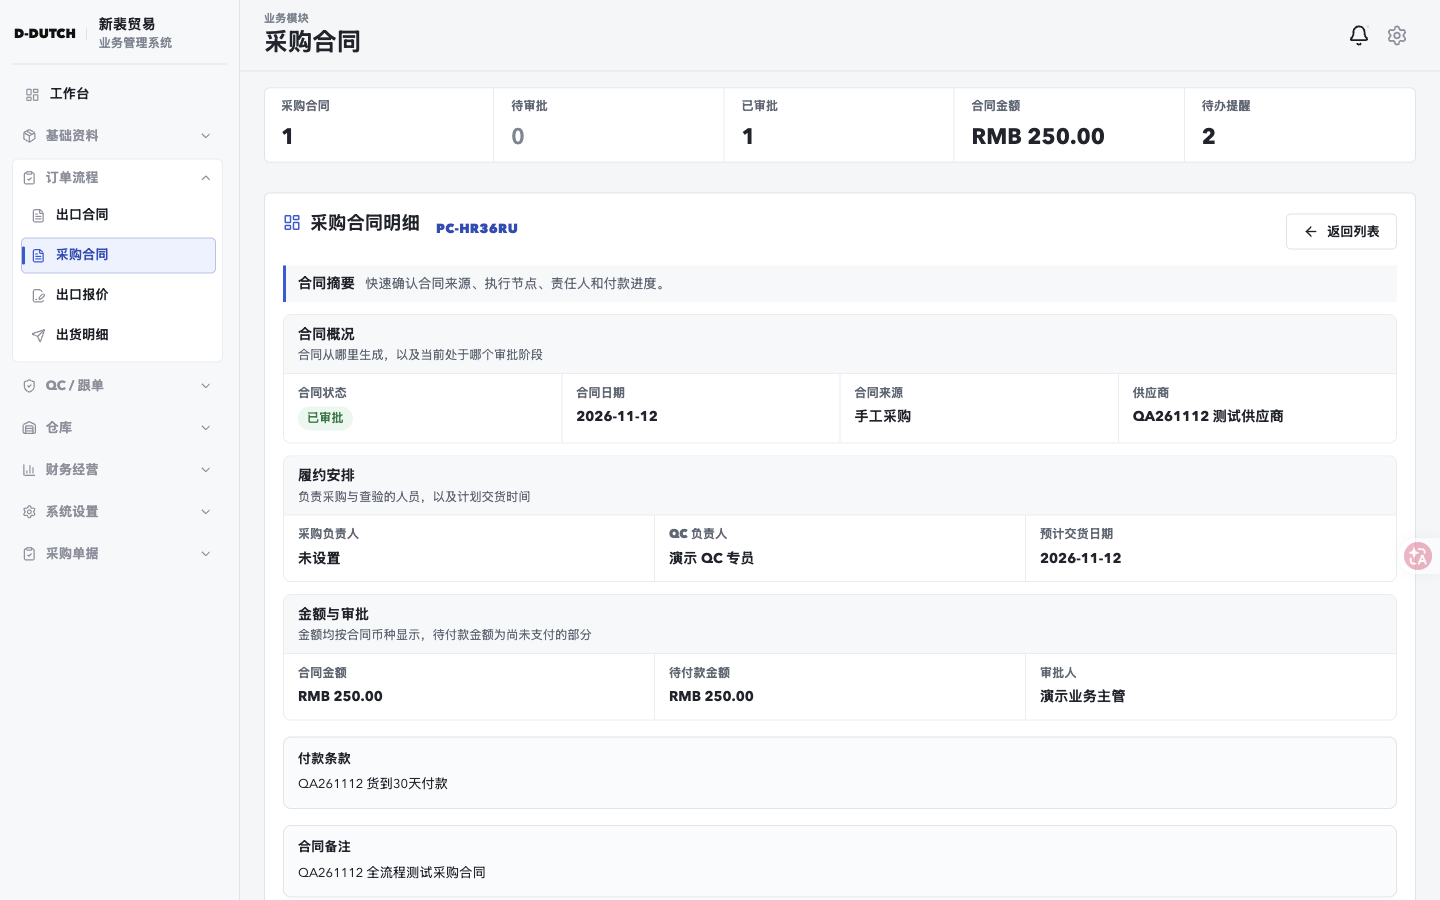 D-DUTCH
新裴贸易
业务管理系统
工作台
基础资料
订单流程
出口合同
采购合同
出口报价
出货明细
QC / 跟单
仓库
财务经营
系统设置
采购单据
业务模块
采购合同
采购合同
1
待审批
0
已审批
1
合同金额
RMB 250.00
待办提醒
2
采购合同明细 PC-HR36RU
返回列表
合同摘要 快速确认合同来源、执行节点、责任人和付款进度。
合同概况
合同从哪里生成，以及当前处于哪个审批阶段
合同状态
已审批
合同日期
2026-11-12
合同来源
手工采购
供应商
QA261112 测试供应商
履约安排
负责采购与查验的人员，以及计划交货时间
采购负责人
未设置
QC 负责人
演示 QC 专员
预计交货日期
2026-11-12
金额与审批
金额均按合同币种显示，待付款金额为尚未支付的部分
合同金额
RMB 250.00
待付款金额
RMB 250.00
审批人
演示业务主管
付款条款
QA261112 货到30天付款
合同备注
QA261112 全流程测试采购合同